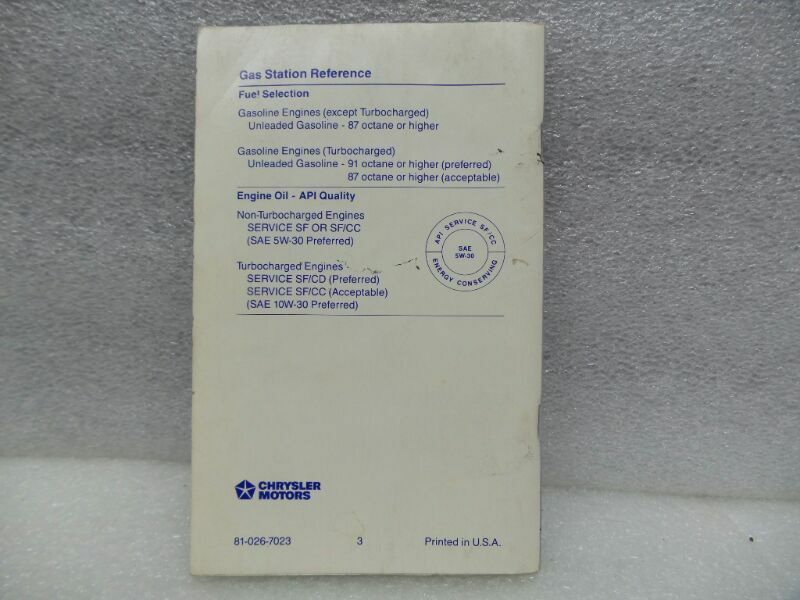 Gas Station Reference
Fuel Selection
Gasoline Engines (except Turbocharged)
Unleaded Gasoline - 87 octane or higher
Gasoline Engines (Turbocharged)
Unleaded Gasoline - 91 octane or higher (preferred)
87 octane or higher (acceptable)
Engine Oil - API Quality
Non-Turbocharged Engines
SERVICE SF OR SF/CC
(SAE 5W-30 Preferred)
API SERVICE SF/CC
SAE
5W-30
ENERGY CONSERVING
Turbocharged Engines
SERVICE SF/CD (Preferred)
SERVICE SF/CC (Acceptable)
(SAE 10W-30 Preferred)
CHRYSLER
MOTORS
81-026-7023 3 Printed in U.S.A.